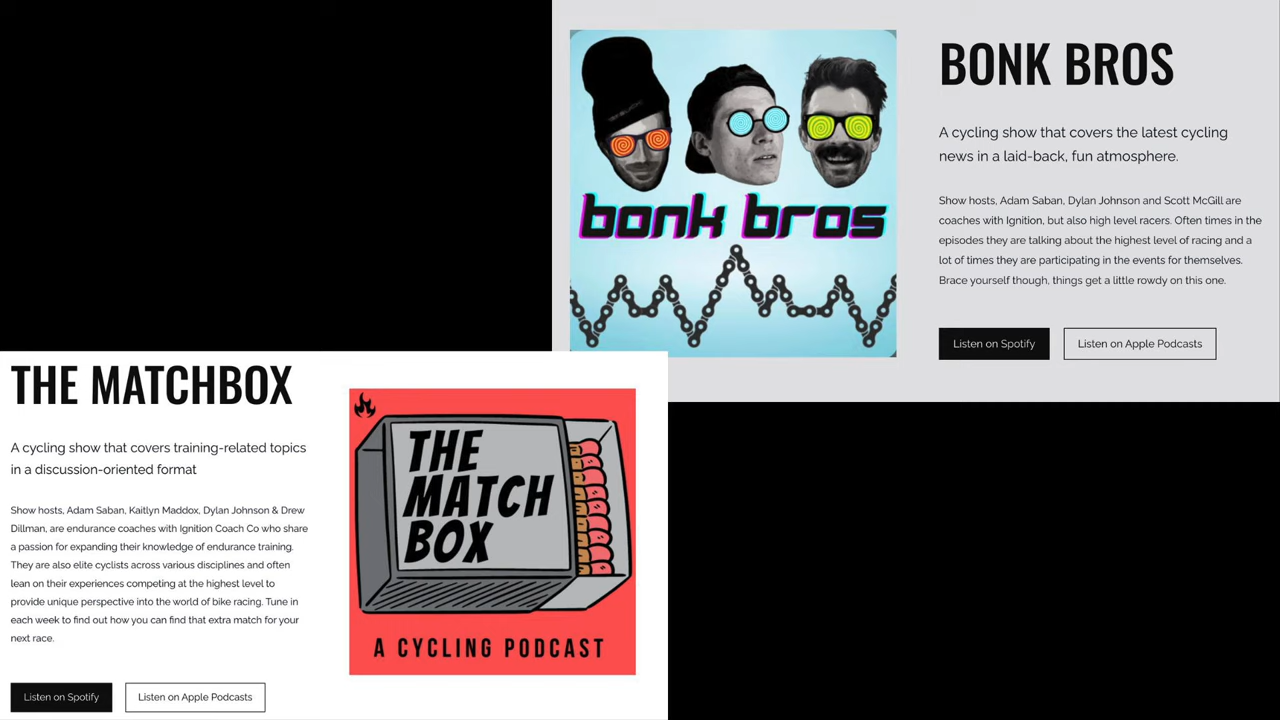 BONK BROS
A cycling show that covers the latest cycling
news in a laid-back, fun atmosphere.
Show hosts, Adam Saban, Dylan Johnson and Scott McGill are
coaches with Ignition, but also high level racers. Often times in the
episodes they are talking about the highest level of racing and a
lot of times they are participating in the events for themselves.
Brace yourself though, things get a little rowdy on this one.
Listen on Spotify
Listen on Apple Podcasts
bonk bros
THE MATCHBOX
A cycling show that covers training-related topics
in a discussion-oriented format
Show hosts, Adam Saban, Kaitlyn Maddox, Dylan Johnson & Drew
Dillman, are endurance coaches with Ignition Coach Co who share
a passion for expanding their knowledge of endurance training.
They are also elite cyclists across various disciplines and often
lean on their experiences competing at the highest level to
provide unique perspective into the world of bike racing. Tune in
each week to find out how you can find that extra match for your
next race.
Listen on Spotify
Listen on Apple Podcasts
THE
MATCH
BOX
A CYCLING PODCAST